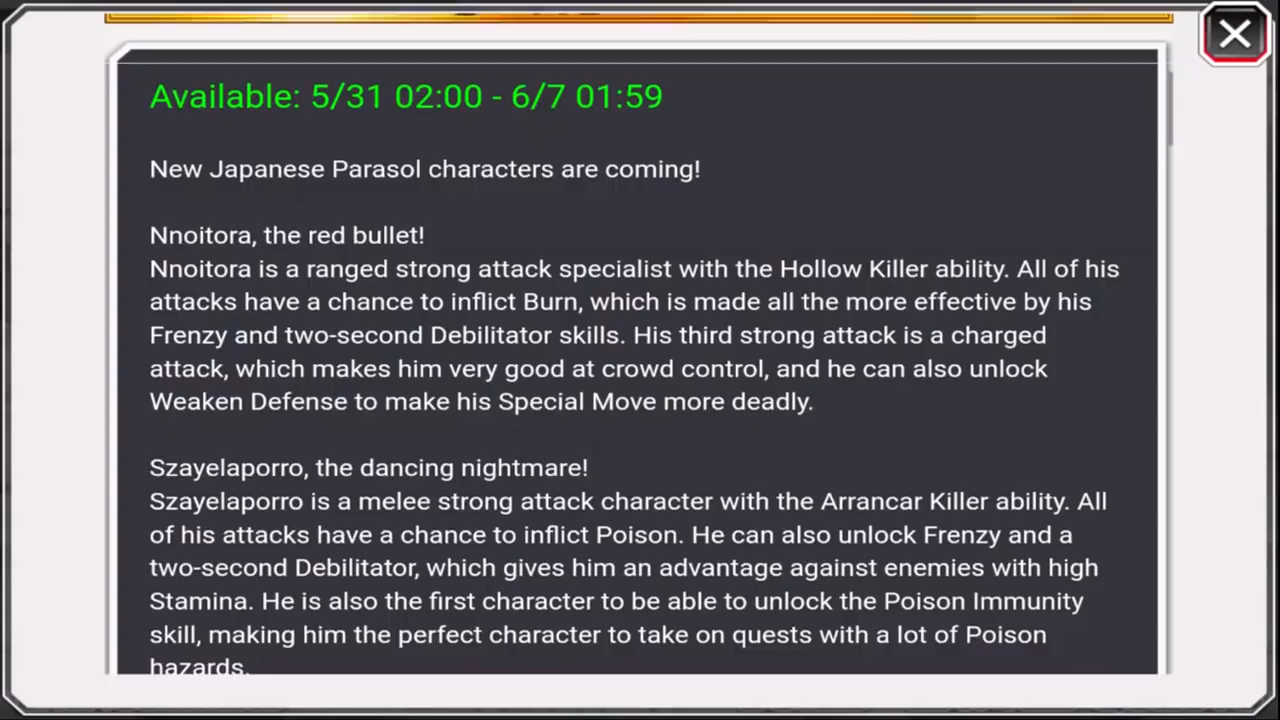 Available: 5/31 02:00 - 6/7 01:59
New Japanese Parasol characters are coming!
Nnoitora, the red bullet!
Nnoitora is a ranged strong attack specialist with the Hollow Killer ability. All of his
attacks have a chance to inflict Burn, which is made all the more effective by his
Frenzy and two-second Debilitator skills. His third strong attack is a charged
attack, which makes him very good at crowd control, and he can also unlock
Weaken Defense to make his Special Move more deadly.
Szayelaporro, the dancing nightmare!
Szayelaporro is a melee strong attack character with the Arrancar Killer ability. All
of his attacks have a chance to inflict Poison. He can also unlock Frenzy and a
two-second Debilitator, which gives him an advantage against enemies with high
Stamina. He is also the first character to be able to unlock the Poison Immunity
skill, making him the perfect character to take on quests with a lot of Poison
hazards.